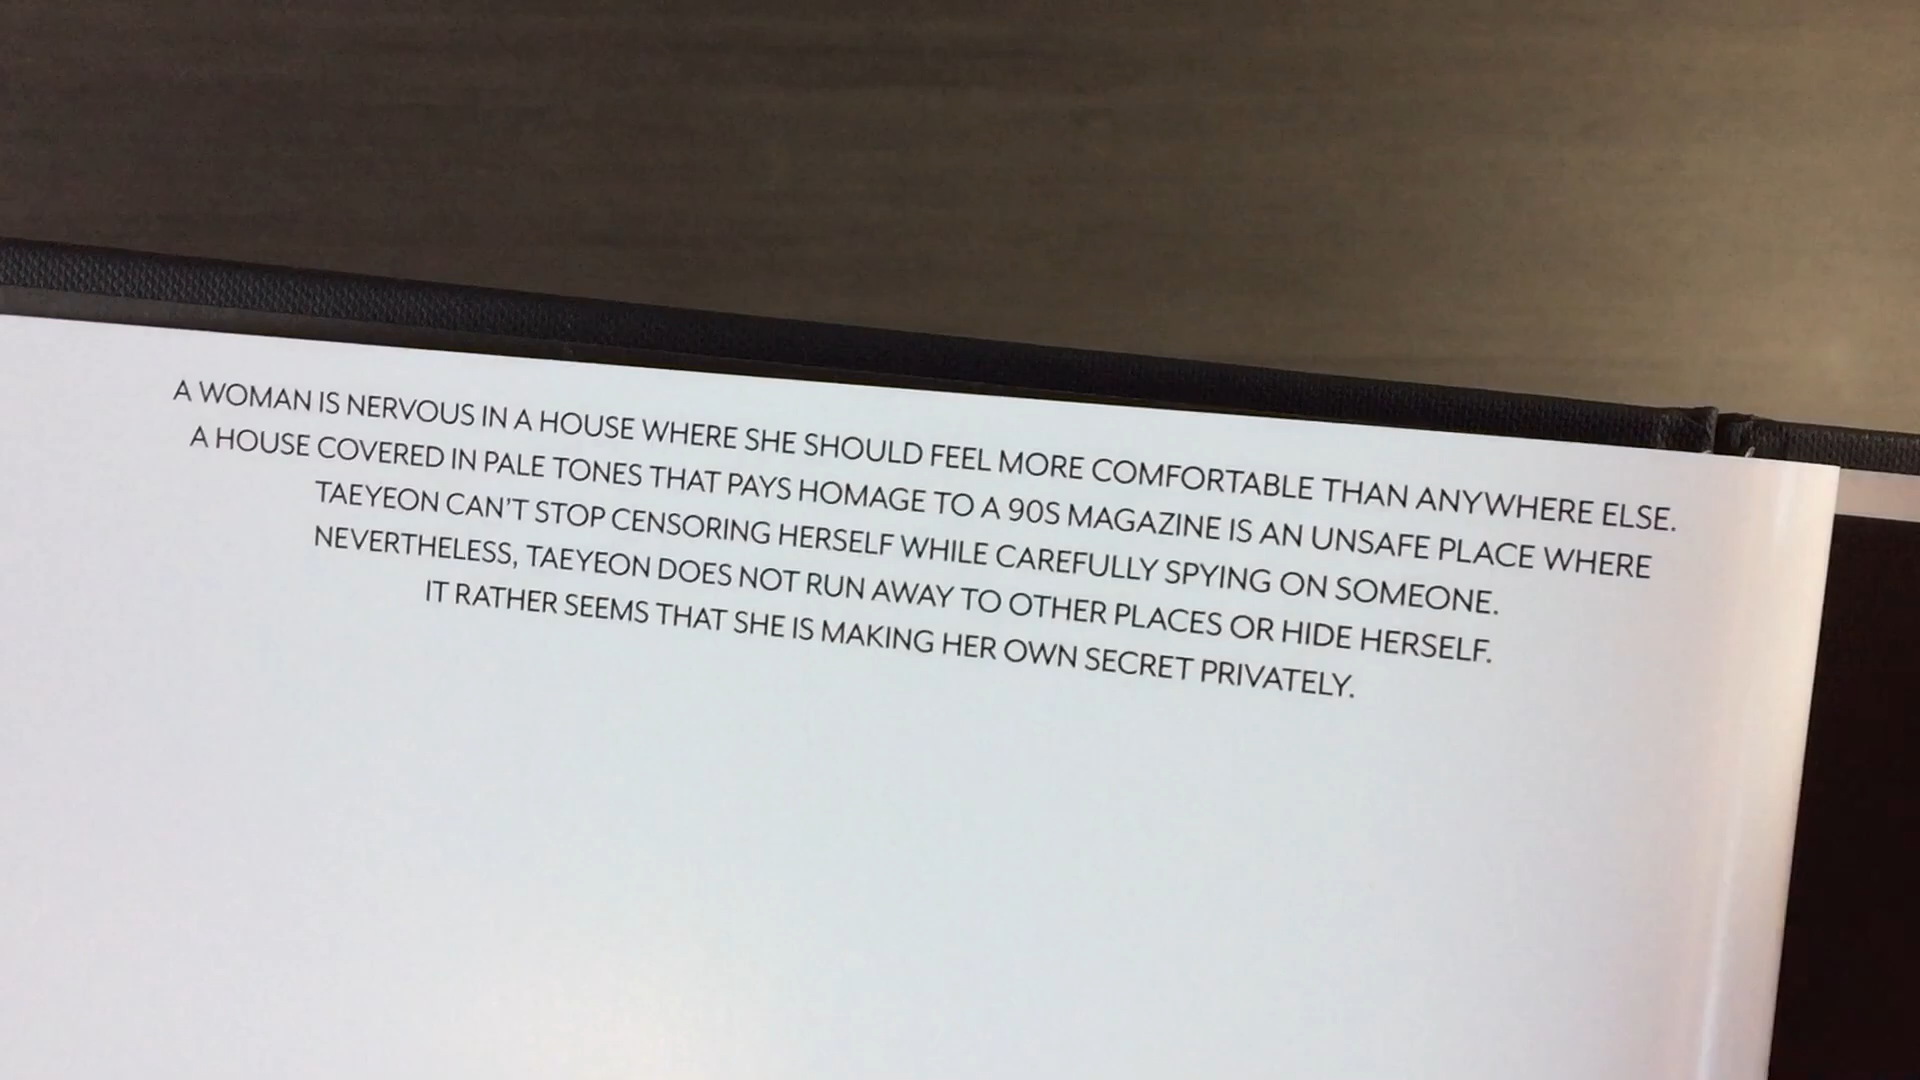 A WOMAN IS NERVOUS IN A HOUSE WHERE SHE SHOULD FEEL MORE COMFORTABLE THAN ANYWHERE ELSE.
A HOUSE COVERED IN PALE TONES THAT PAYS HOMAGE TO A 90S MAGAZINE IS AN UNSAFE PLACE WHERE
TAEYEON CAN'T STOP CENSORING HERSELF WHILE CAREFULLY SPYING ON SOMEONE.
NEVERTHELESS, TAEYEON DOES NOT RUN AWAY TO OTHER PLACES OR HIDE HERSELF.
IT RATHER SEEMS THAT SHE IS MAKING HER OWN SECRET PRIVATELY.